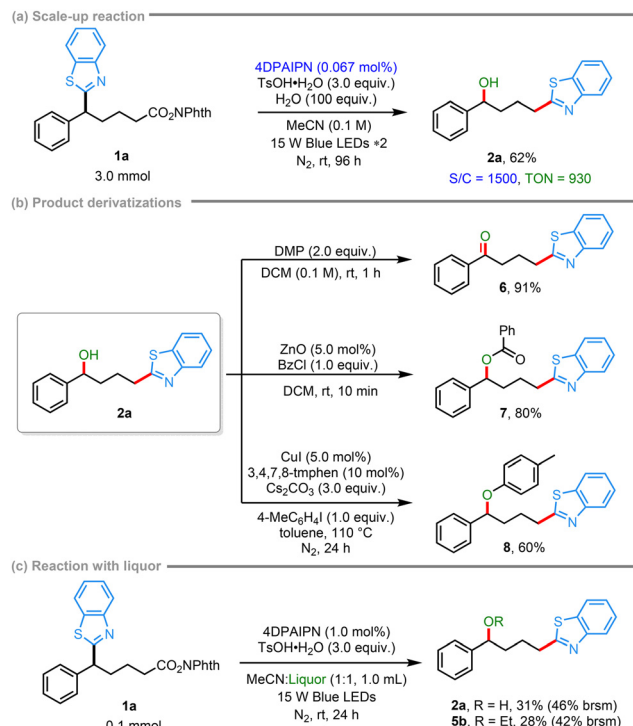 (a) Scale-up reaction
S
N
CO₂NPhth
1a
3.0 mmol
4DPAIPN (0.067 mol%)
TsOH•H₂O (3.0 equiv.)
H₂O (100 equiv.)
MeCN (0.1 M)
15 W Blue LEDs *2
N₂, rt, 96 h
OH
S
N
2a, 62%
S/C = 1500, TON = 930
(b) Product derivatizations
OH
S
N
2a
DMP (2.0 equiv.)
DCM (0.1 M), rt, 1 h
O
S
N
6, 91%
ZnO (5.0 mol%)
BzCl (1.0 equiv.)
DCM, rt, 10 min
Ph
O
O
S
N
7, 80%
CuI (5.0 mol%)
3,4,7,8-tmphen (10 mol%)
Cs₂CO₃ (3.0 equiv.)
4-MeC₆H₄I (1.0 equiv.)
toluene, 110 °C
N₂, 24 h
O
S
N
8, 60%
(c) Reaction with liquor
S
N
CO₂NPhth
1a
0.1 mmol
4DPAIPN (1.0 mol%)
TsOH•H₂O (3.0 equiv.)
MeCN:Liquor (1:1, 1.0 mL)
15 W Blue LEDs
N₂, rt, 24 h
OR
S
N
2a, R = H, 31% (46% brsm)
5b, R = Et, 28% (42% brsm)